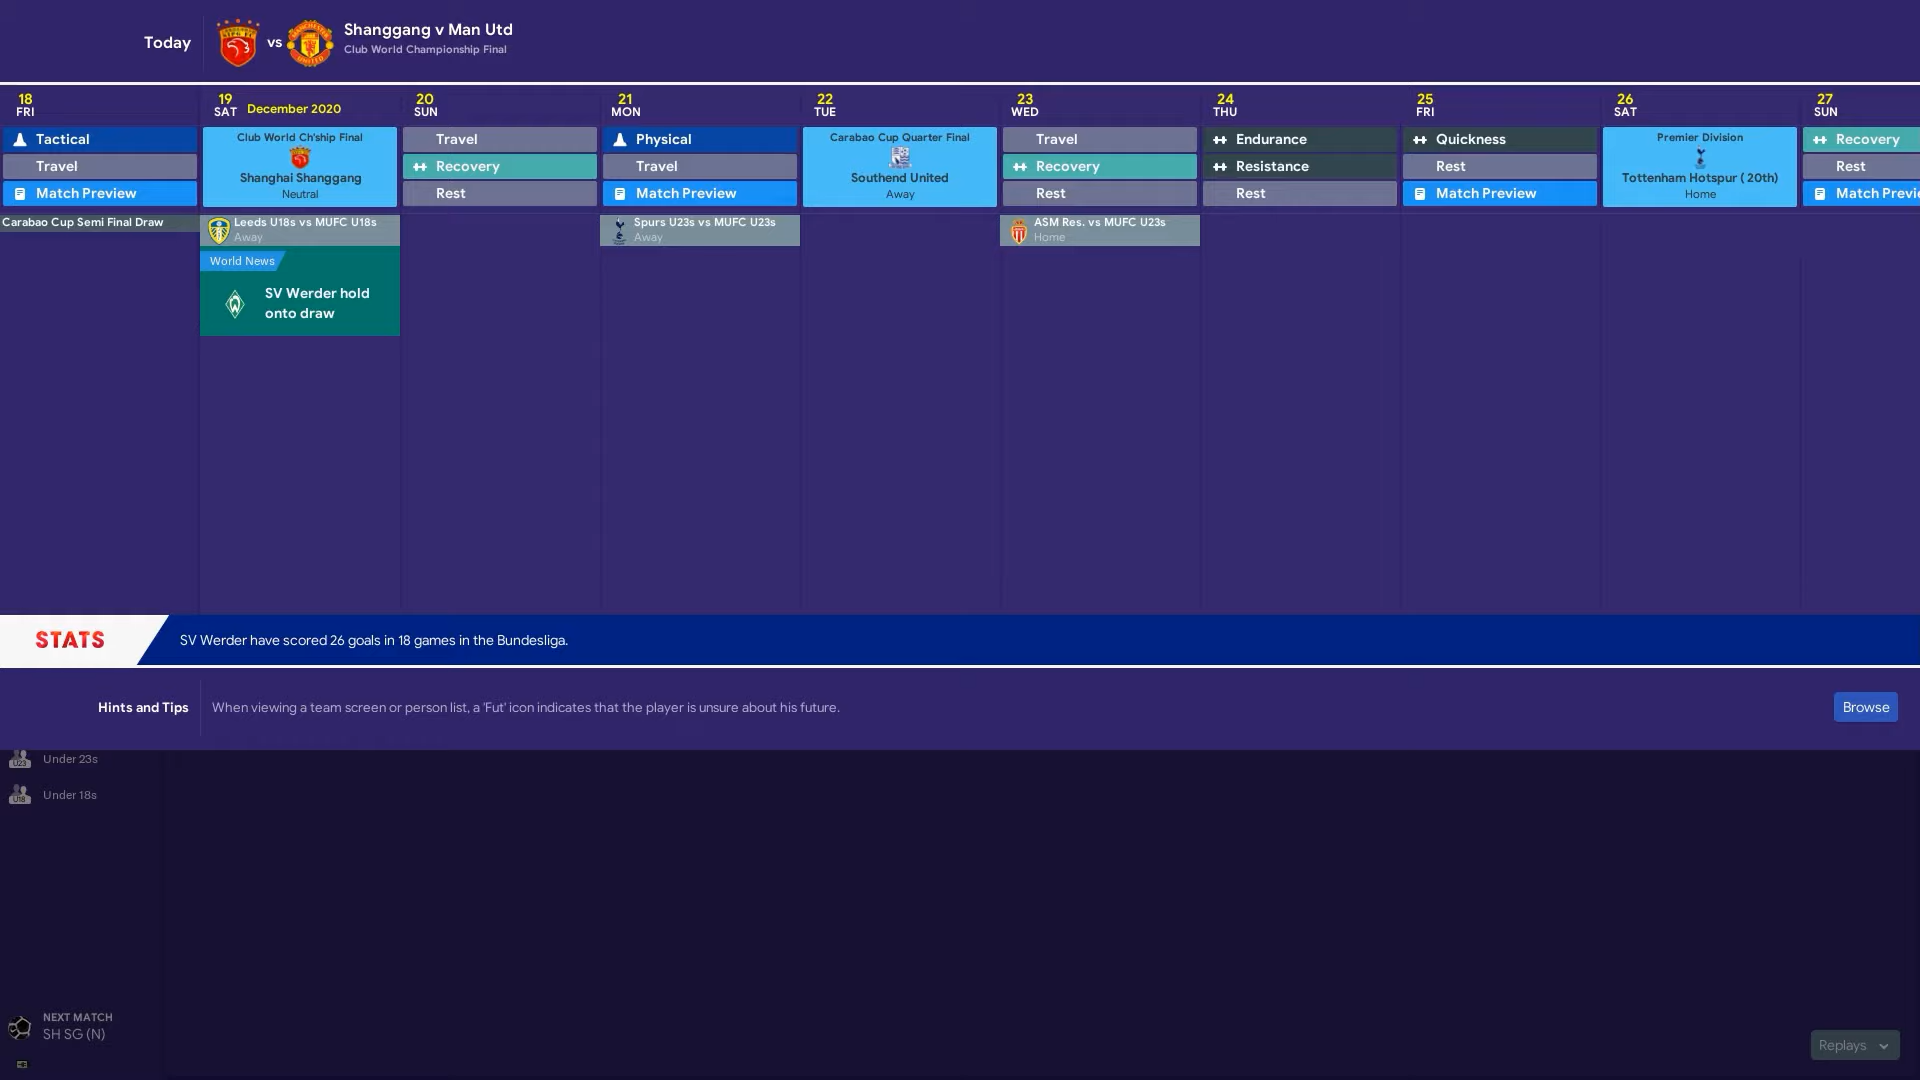 Today
vs
Shanggang v Man Utd
Club World Championship Final
18
FRI
19
SAT
December 2020
20
SUN
21
MON
22
TUE
23
WED
24
THU
25
FRI
26
SAT
27
SUN
Tactical
Travel
Match Preview
Club World Ch'ship Final
Shanghai Shanggang
Neutral
Travel
Recovery
Rest
Physical
Travel
Match Preview
Carabao Cup Quarter Final
Southend United
Away
Travel
Recovery
Rest
Endurance
Resistance
Rest
Quickness
Rest
Match Preview
Premier Division
Tottenham Hotspur ( 20th)
Home
Recovery
Rest
Match Previe
Carabao Cup Semi Final Draw
Leeds U18s vs MUFC U18s
Away
Spurs U23s vs MUFC U23s
Away
ASM Res. vs MUFC U23s
Home
World News
SV Werder hold
onto draw
STATS
SV Werder have scored 26 goals in 18 games in the Bundesliga.
Hints and Tips
When viewing a team screen or person list, a 'Fut' icon indicates that the player is unsure about his future.
Browse
U23
Under 23s
U18
Under 18s
NEXT MATCH
SH SG (N)
Replays